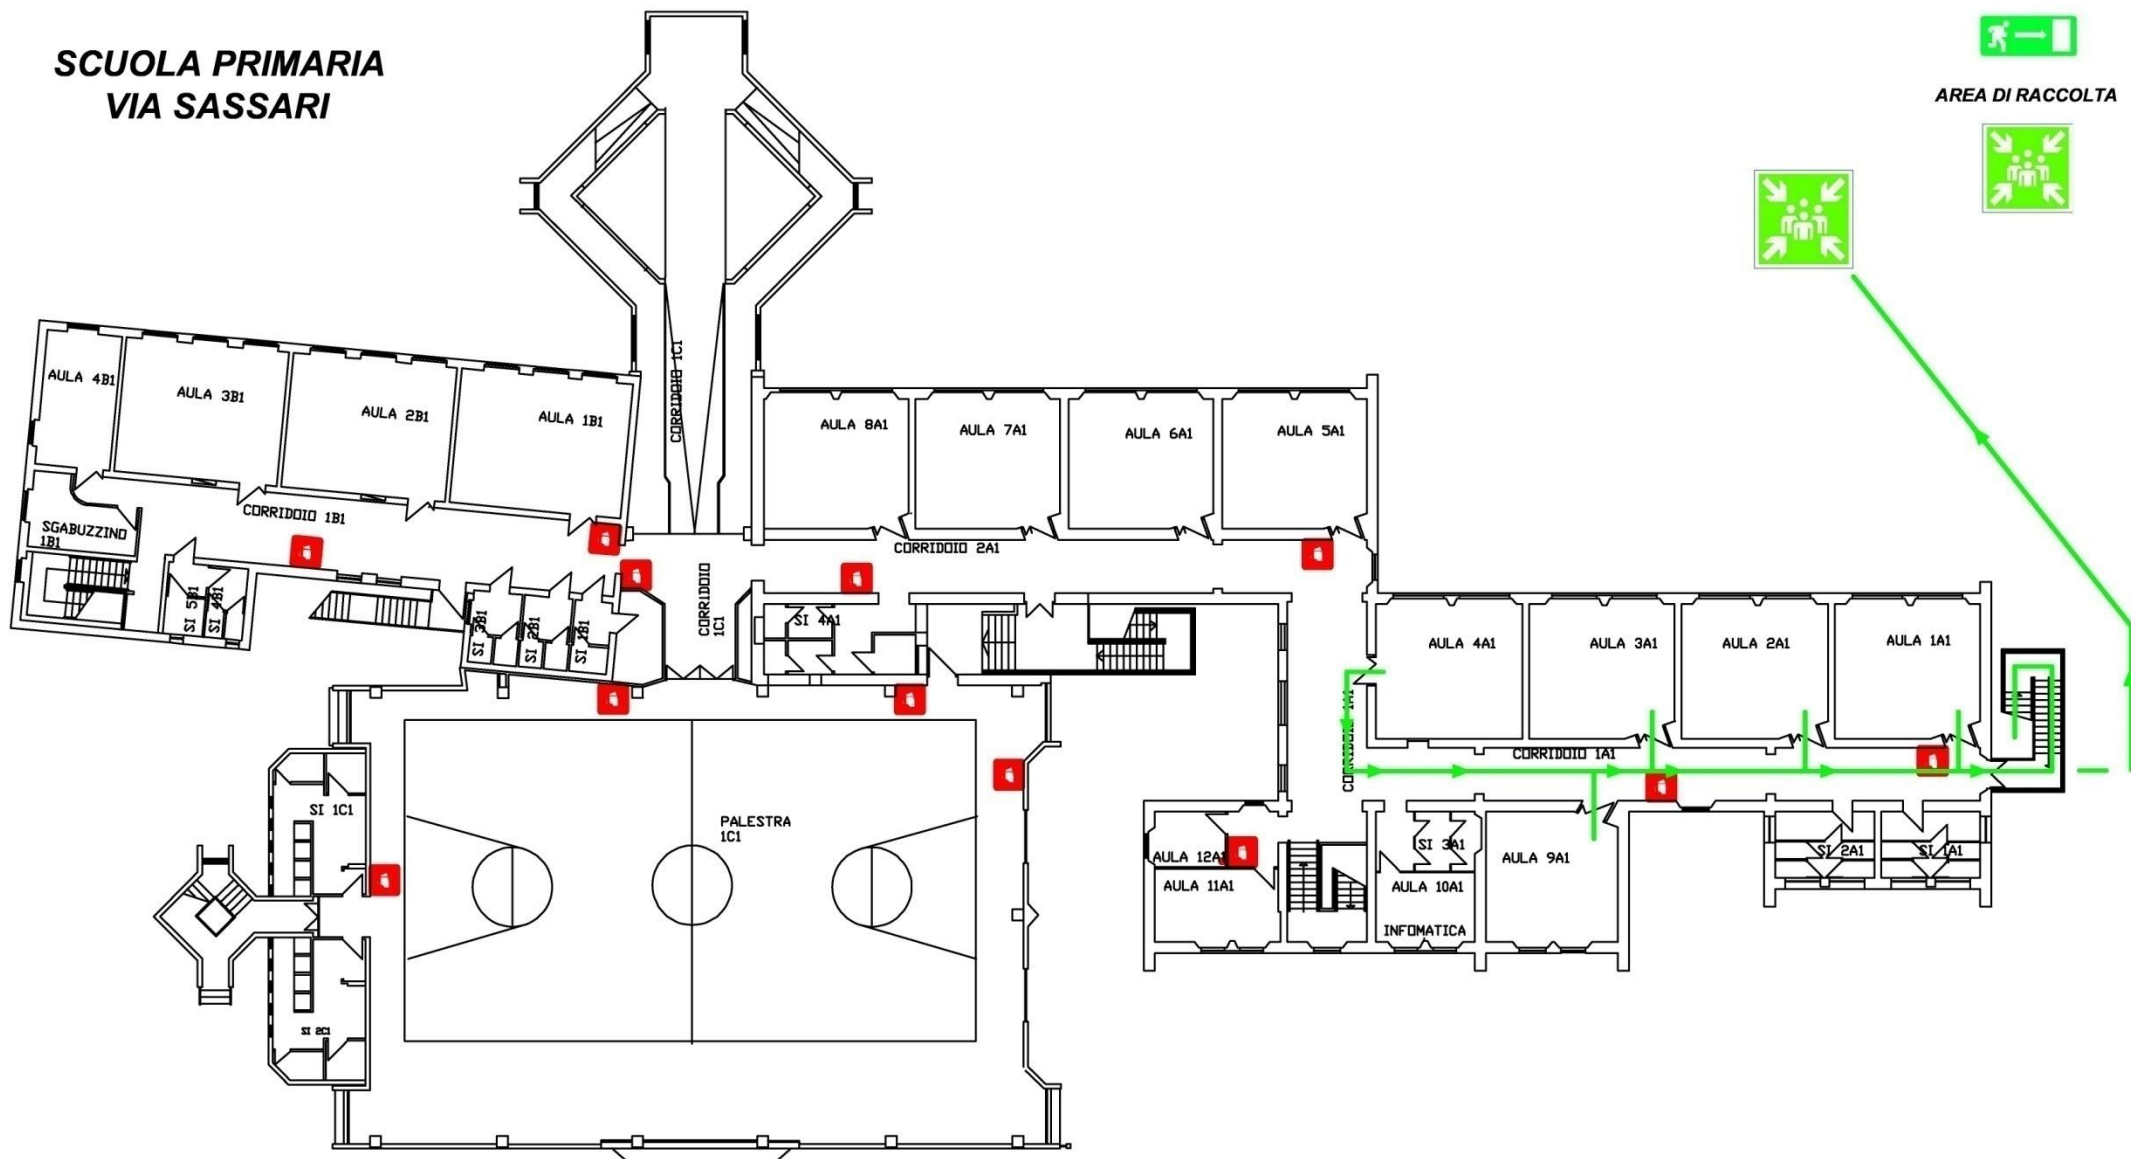 SCUOLA PRIMARIA
VIA SASSARI
AREA DI RACCOLTA
CORRIDOIO 1C1
AULA 4B1
AULA 3B1
AULA 2B1
AULA 1B1
AULA 8A1
AULA 7A1
AULA 6A1
AULA 5A1
CORRIDOIO 1B1
SGABUZZINO
1B1
CORRIDOIO 2A1
CORRIDOIO
1C1
SI 5B1
SI 4B1
SI 3B1
SI 2B1
SI 1B1
SI 4A1
AULA 4A1
AULA 3A1
AULA 2A1
AULA 1A1
CORRIDOIO 1A1
CORRIDOIO 1A1
SI 1C1
PALESTRA
1C1
AULA 12A1
AULA 11A1
SI 3A1
AULA 10A1
INFOMATICA
AULA 9A1
SI 2A1
SI 1A1
SI 2C1